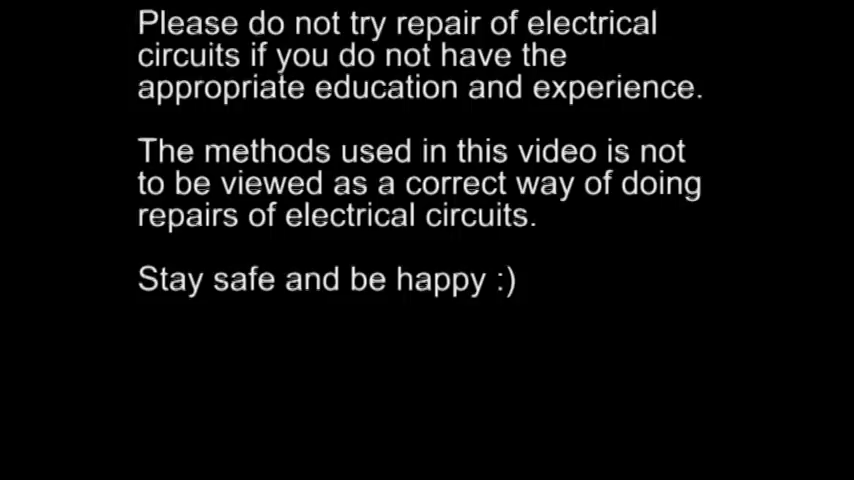 Please do not try repair of electrical
circuits if you do not have the
appropriate education and experience.
The methods used in this video is not
to be viewed as a correct way of doing
repairs of electrical circuits.
Stay safe and be happy :)